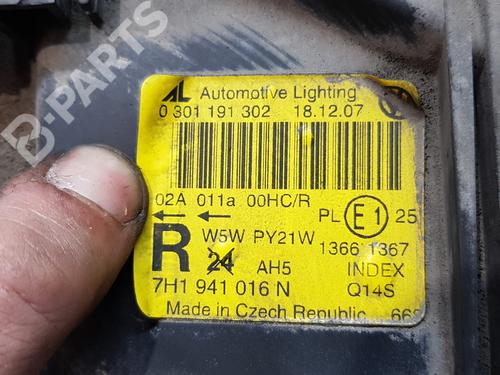 B-PARTS
AL Automotive Lighting
0 301 191 302 18.12.07
02A 011a 00HC/R
PL E1 25
R W5W PY21W 1366 1367
24 AH5 INDEX
7H1 941 016 N Q14S
Made in Czech Republic